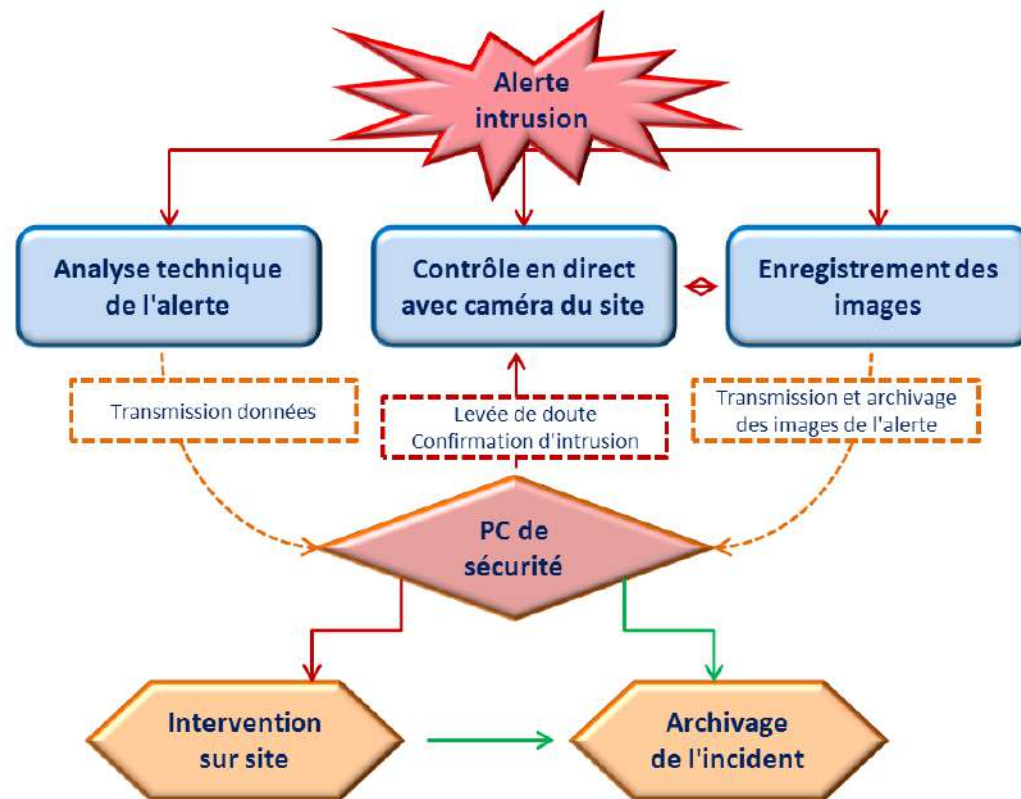 Alerte
intrusion
Analyse technique
de l'alerte
Contrôle en direct
avec caméra du site
Enregistrement des
images
Transmission données
Levée de doute
Confirmation d'intrusion
Transmission et archivage
des images de l'alerte
PC de
sécurité
Intervention
sur site
Archivage
de l'incident